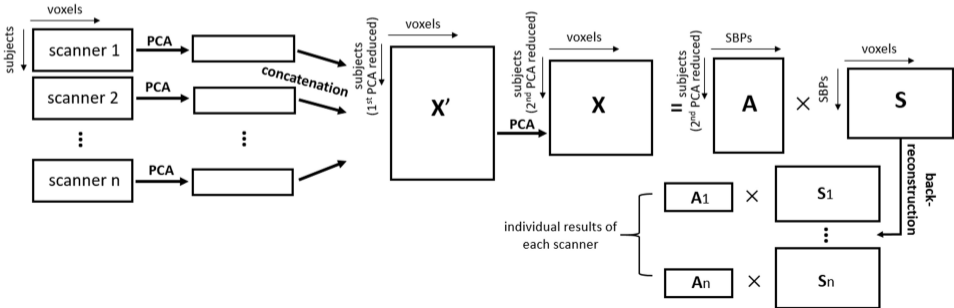 voxels
subjects
scanner 1
PCA
scanner 2
PCA
⋮
⋮
scanner n
PCA
concatenation
voxels
subjects
(1st PCA reduced)
X’
PCA
voxels
subjects
(2nd PCA reduced)
X
=
SBPs
subjects
(2nd PCA reduced)
A
×
voxels
SBPs
S
back-
reconstruction
individual results of
each scanner
A1 × S1
⋮
An × Sn